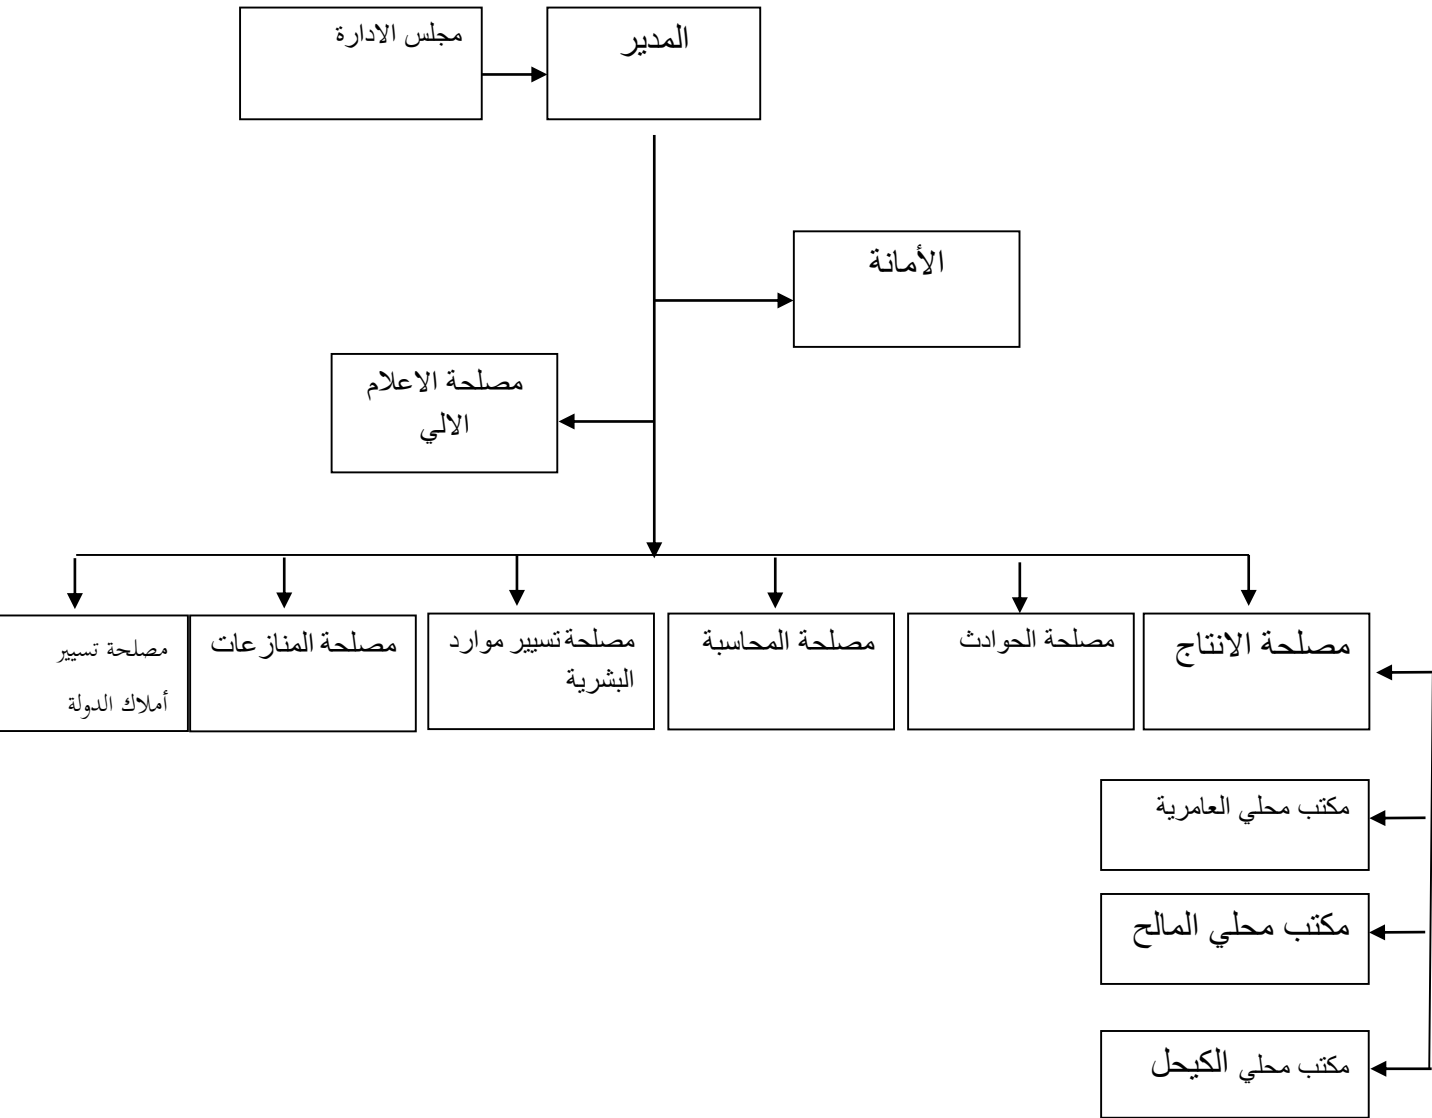 المدير
مجلس الادارة
الأمانة
مصلحة الاعلام
الالي
مصلحة الانتاج
مصلحة الحوادث
مصلحة المحاسبة
مصلحة تسيير موارد
البشرية
مصلحة المنازعات
مصلحة تسيير
أملاك الدولة
مكتب محلي العامرية
مكتب محلي المالح
مكتب محلي الكيحل